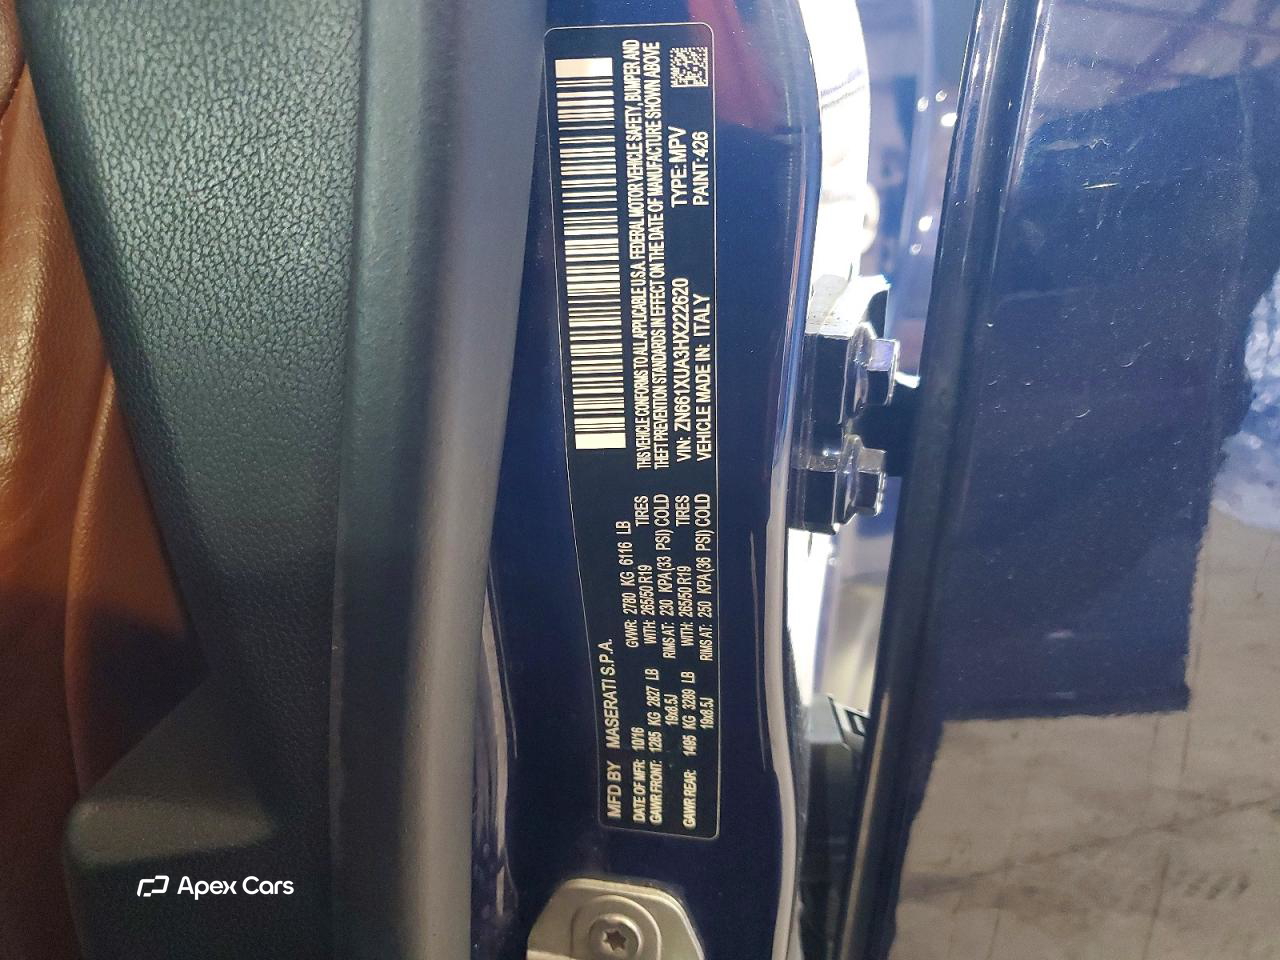 MFD BY MASERATI S.P.A.
DATE OF MFR: 10/16 GVWR: 2780 KG 6116 LB
GAWR FRONT: 1285 KG 2827 LB WITH: 265/50 R19 TIRES
19x8.5J RIMS AT: 230 KPA (33 PSI) COLD
GAWR REAR: 1495 KG 3289 LB WITH: 265/50 R19 TIRES
19x8.5J RIMS AT: 250 KPA (36 PSI) COLD
THIS VEHICLE CONFORMS TO ALL APPLICABLE U.S.A. FEDERAL MOTOR VEHICLE SAFETY, BUMPER AND
THEFT PREVENTION STANDARDS IN EFFECT ON THE DATE OF MANUFACTURE SHOWN ABOVE
VIN: ZN661XUA3HX222620 TYPE: MPV
VEHICLE MADE IN: ITALY PAINT: 426
Apex Cars